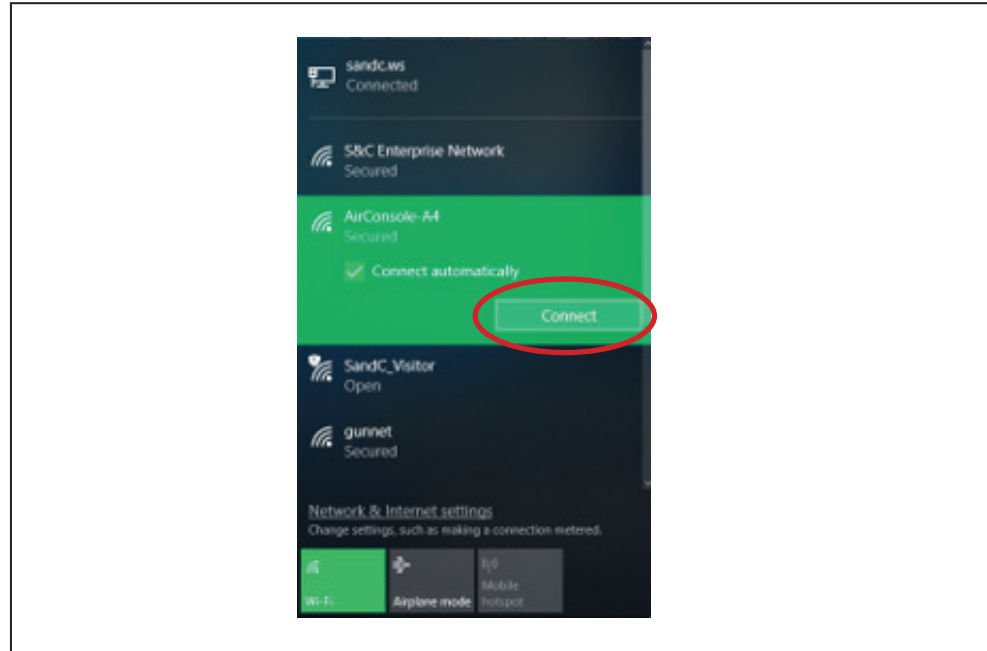 sandc.ws
Connected
S&C Enterprise Network
Secured
AirConsole-A4
Secured
Connect automatically
Connect
SandC_Visitor
Open
gunnet
Secured
Network & Internet settings
Change settings, such as making a connection metered.
Wi-Fi
Airplane mode
Mobile
hotspot